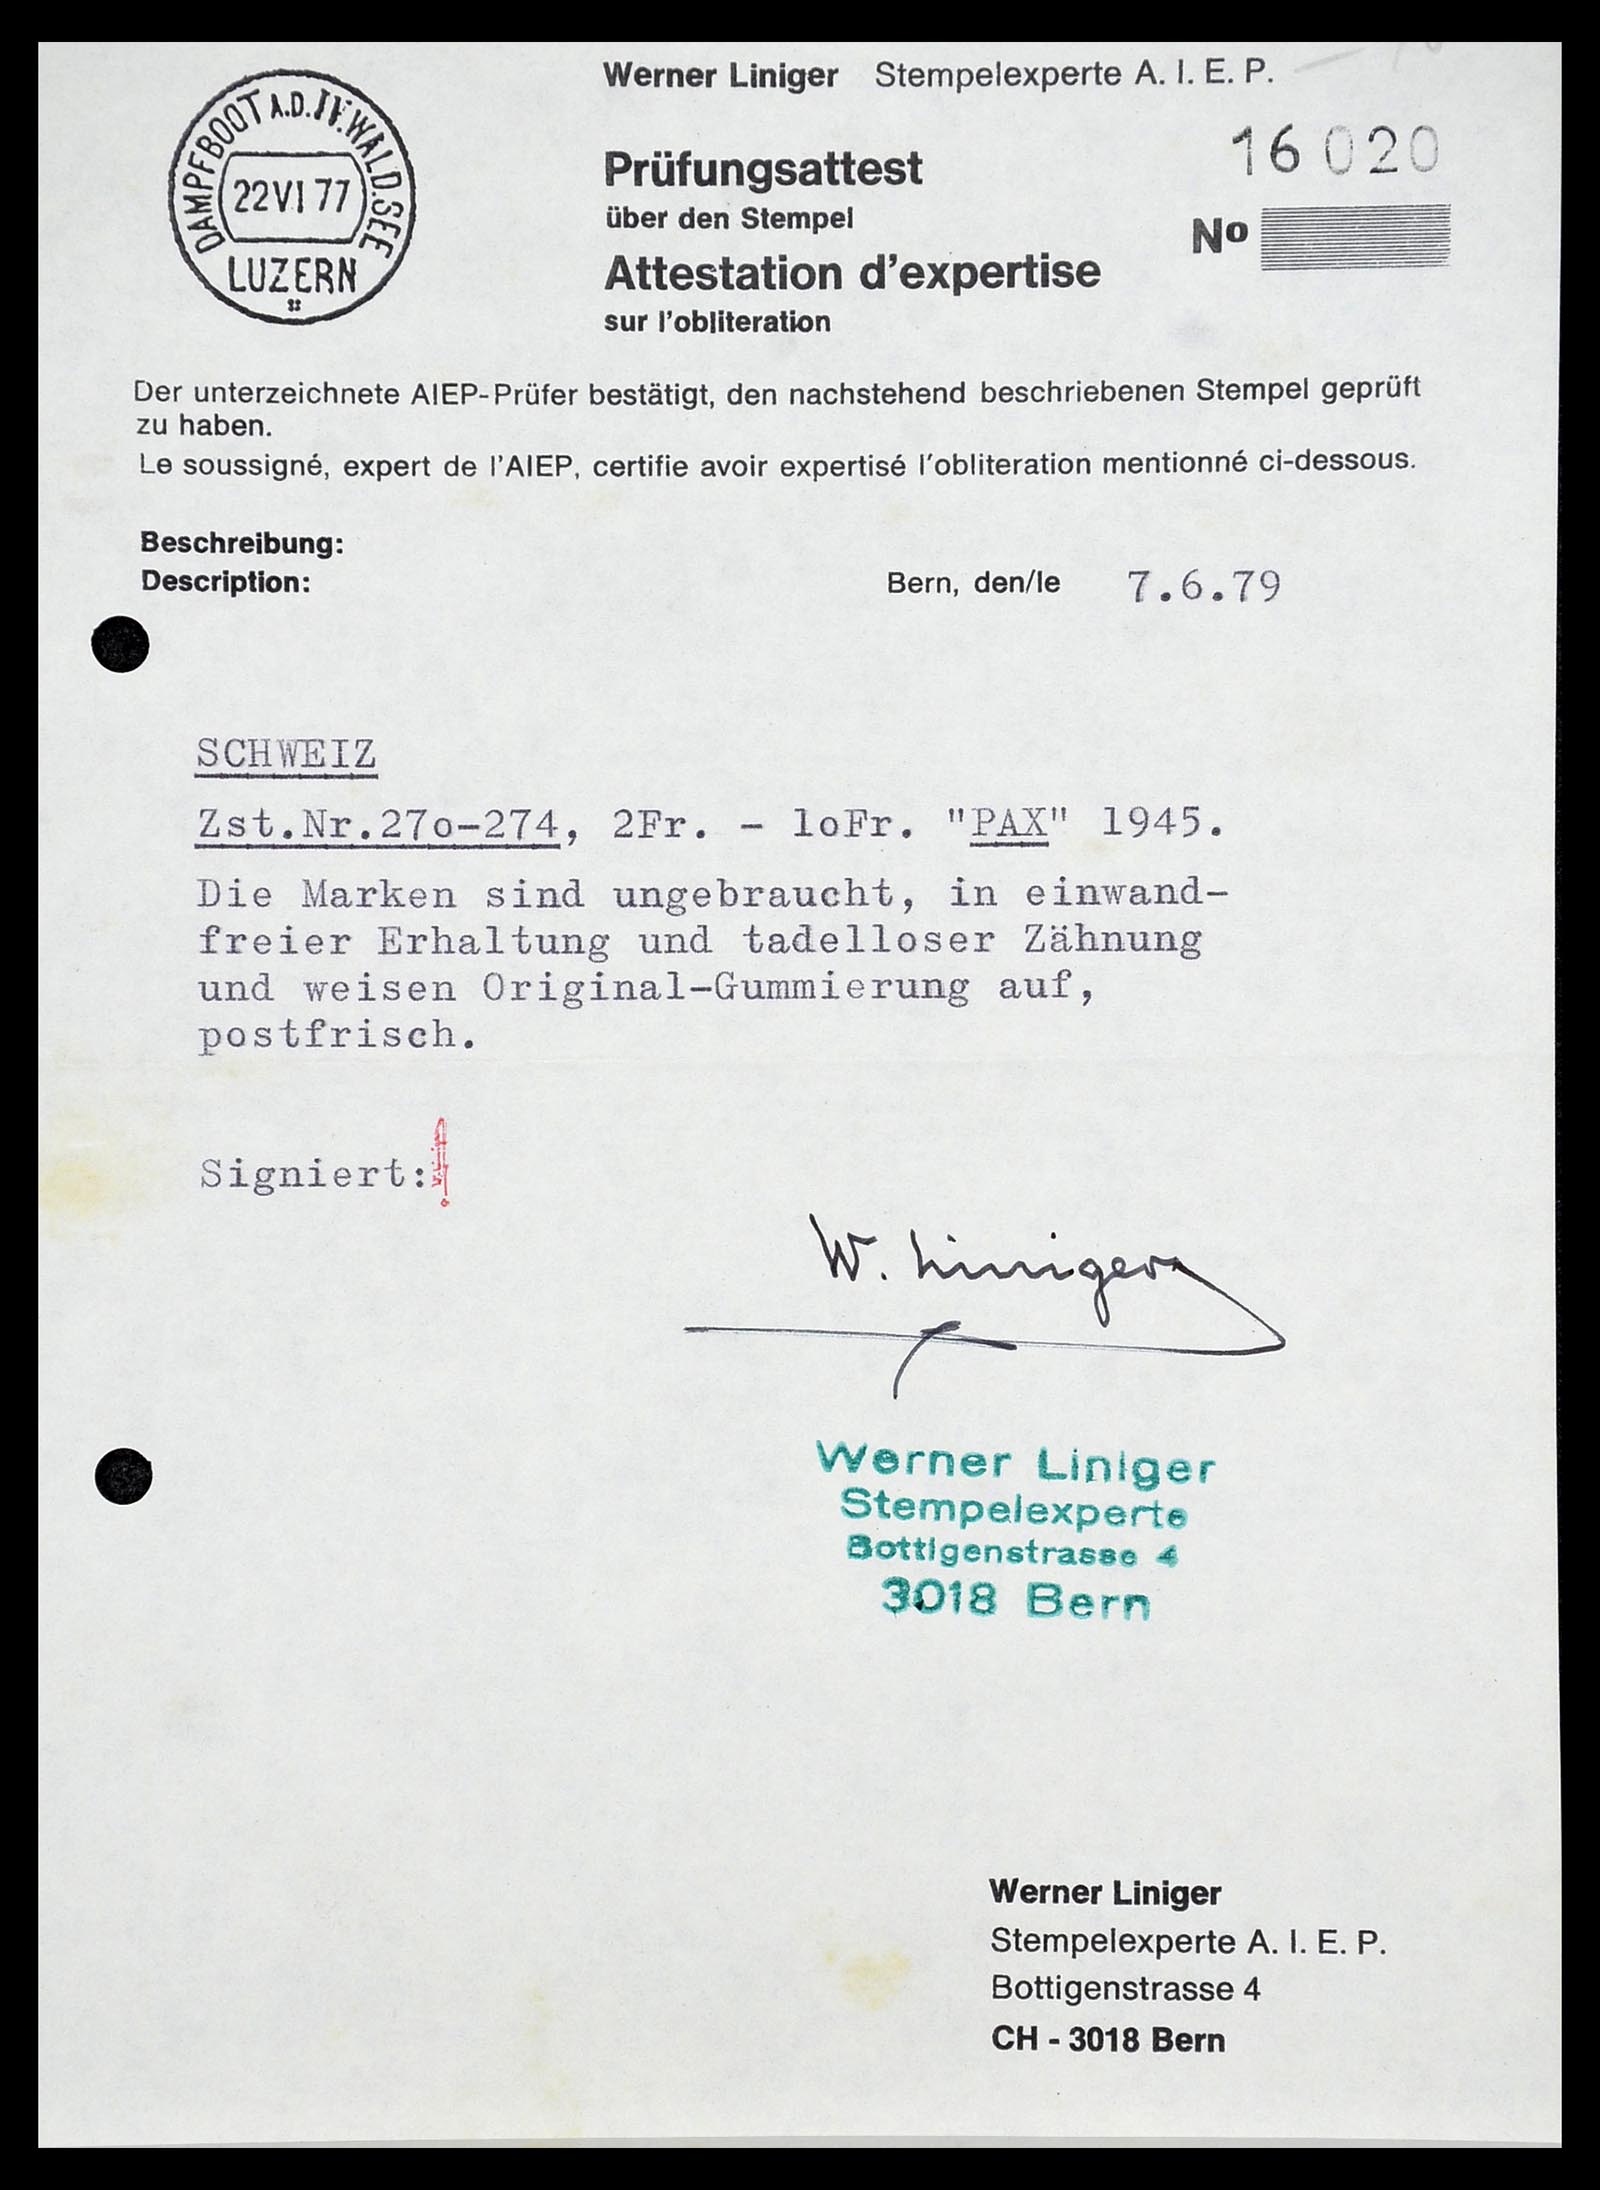 Werner Liniger Stempelexperte A. I. E. P.
DAMPFBOOT A.D.IV.WALD.SEE
22 VI 77
LUZERN
16020
Prüfungsattest
über den Stempel
No
Attestation d'expertise
sur l'obliteration
Der unterzeichnete AIEP-Prüfer bestätigt, den nachstehend beschriebenen Stempel geprüft
zu haben.
Le soussigné, expert de l'AIEP, certifie avoir expertisé l'obliteration mentionné ci-dessous.
Beschreibung:
Description:
Bern, den/le 7.6.79
SCHWEIZ
Zst.Nr.27o-274, 2Fr. - loFr. "PAX" 1945.
Die Marken sind ungebraucht, in einwand-
freier Erhaltung und tadelloser Zähnung
und weisen Original-Gummierung auf,
postfrisch.
Signiert:
W. Liniger
Werner Liniger
Stempelexperte
Bottigenstrasse 4
3018 Bern
Werner Liniger
Stempelexperte A. I. E. P.
Bottigenstrasse 4
CH - 3018 Bern